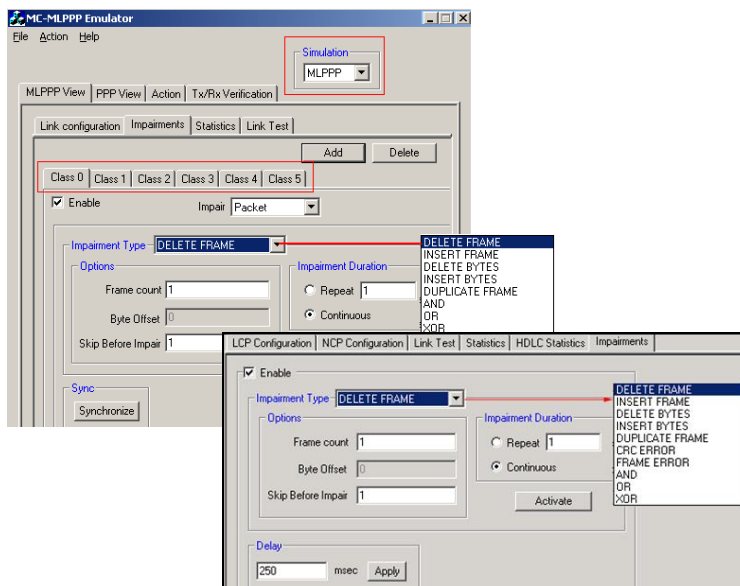 MC-MLPPP Emulator
File Action Help
Simulation
MLPPP
MLPPP View PPP View Action Tx/Rx Verification
Link configuration Impairments Statistics Link Test
Add Delete
Class 0 Class 1 Class 2 Class 3 Class 4 Class 5
Enable Impair Packet
Impairment Type DELETE FRAME
Options Impairment Duration
Frame count 1 Repeat 1
Byte Offset 0 Continuous
Skip Before Impair 1
Sync
Synchronize
DELETE FRAME
INSERT FRAME
DELETE BYTES
INSERT BYTES
DUPLICATE FRAME
AND
OR
XOR
LCP Configuration NCP Configuration Link Test Statistics HDLC Statistics Impairments
Enable
Impairment Type DELETE FRAME
Options Impairment Duration
Frame count 1 Repeat 1
Byte Offset 0 Continuous
Skip Before Impair 1 Activate
Delay
250 msec Apply
DELETE FRAME
INSERT FRAME
DELETE BYTES
INSERT BYTES
DUPLICATE FRAME
CRC ERROR
FRAME ERROR
AND
OR
XOR